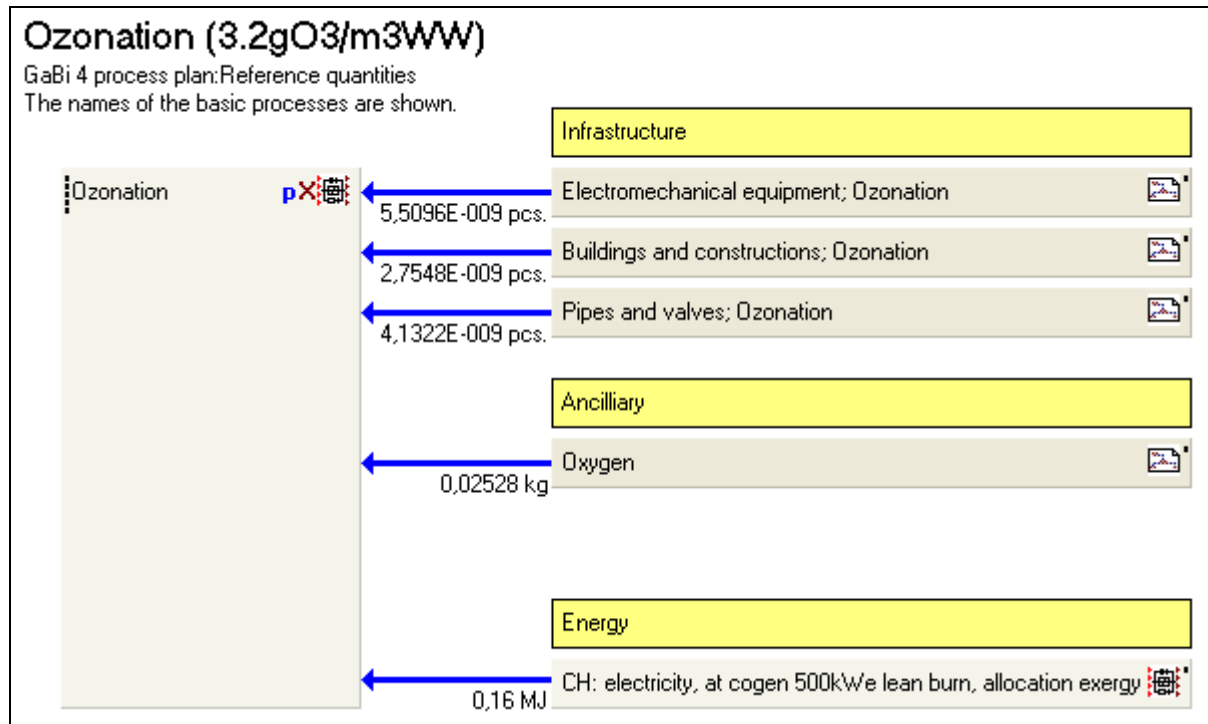 Ozonation (3.2gO3/m3WW)
GaBi 4 process plan:Reference quantities
The names of the basic processes are shown.
Infrastructure
Ozonation pX
Electromechanical equipment; Ozonation
5,5096E-009 pcs.
Buildings and constructions; Ozonation
2,7548E-009 pcs.
Pipes and valves; Ozonation
4,1322E-009 pcs.
Ancilliary
Oxygen
0,02528 kg
Energy
CH: electricity, at cogen 500kWe lean burn, allocation exergy
0,16 MJ